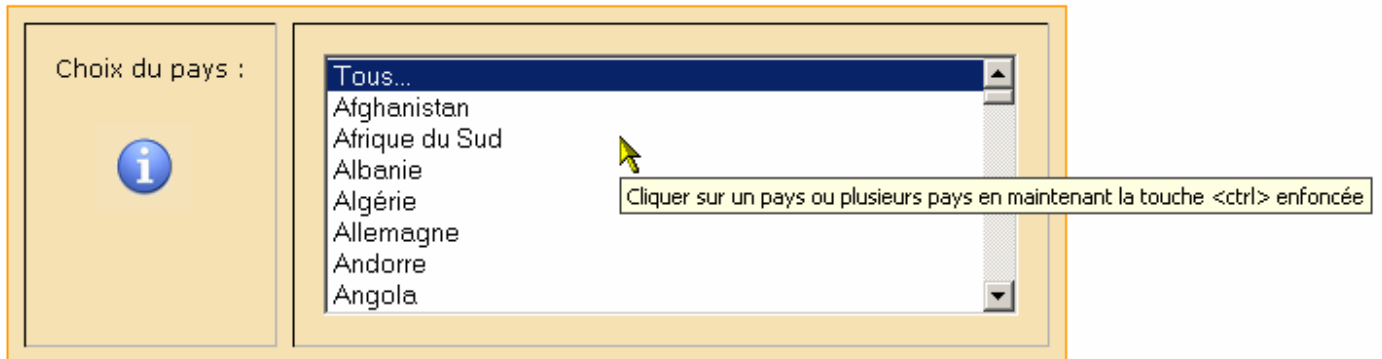 Choix du pays :
Tous...
Afghanistan
Afrique du Sud
Albanie
Algérie
Allemagne
Andorre
Angola
Cliquer sur un pays ou plusieurs pays en maintenant la touche <ctrl> enfoncée